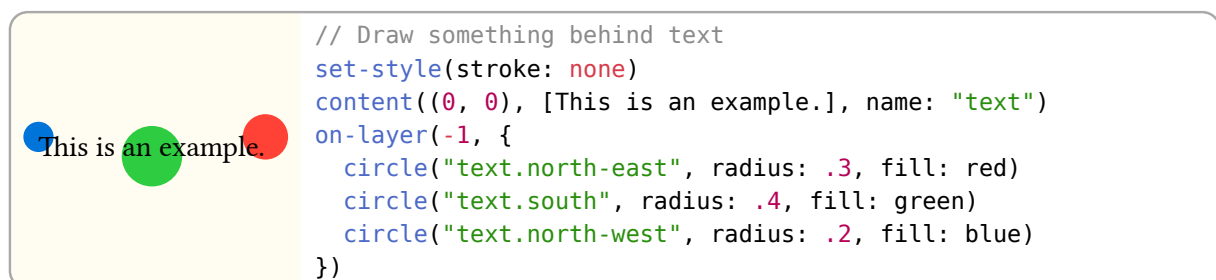 This is an example.
// Draw something behind text
set-style(stroke: none)
content((0, 0), [This is an example.], name: "text")
on-layer(-1, {
  circle("text.north-east", radius: .3, fill: red)
  circle("text.south", radius: .4, fill: green)
  circle("text.north-west", radius: .2, fill: blue)
})